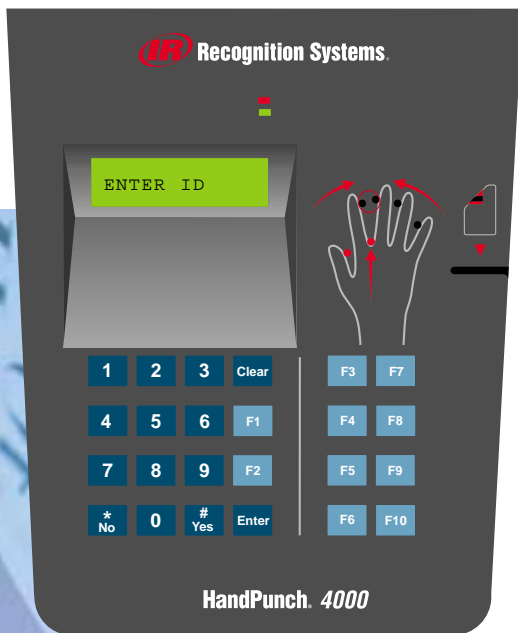 IR Recognition Systems.
ENTER ID
1 2 3 Clear F3 F7
4 5 6 F1 F4 F8
7 8 9 F2 F5 F9
* No 0 # Yes Enter F6 F10
HandPunch® 4000